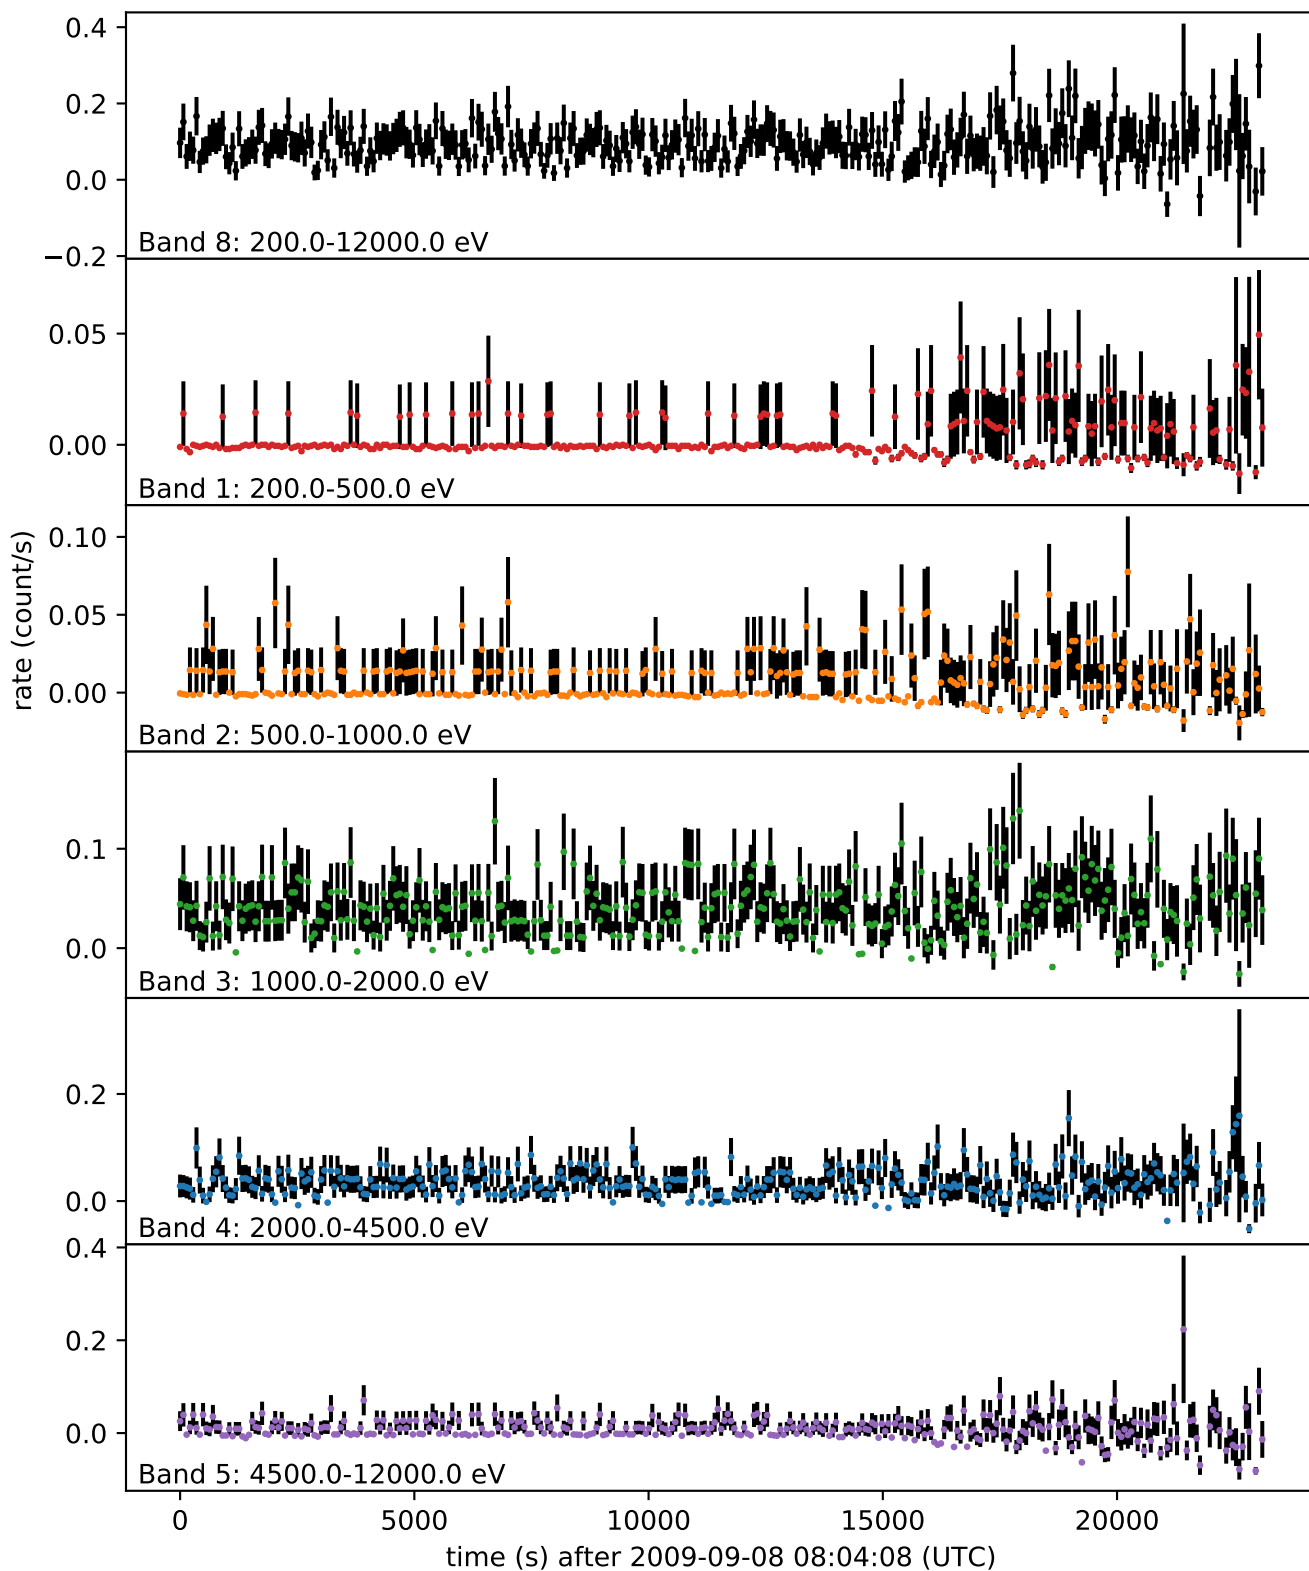 0.4
0.2
0.0
−0.2
Band 8: 200.0-12000.0 eV
0.05
0.00
Band 1: 200.0-500.0 eV
rate (count/s)
0.10
0.05
0.00
Band 2: 500.0-1000.0 eV
0.1
0.0
Band 3: 1000.0-2000.0 eV
0.2
0.0
Band 4: 2000.0-4500.0 eV
0.4
0.2
0.0
Band 5: 4500.0-12000.0 eV
0 5000 10000 15000 20000
time (s) after 2009-09-08 08:04:08 (UTC)